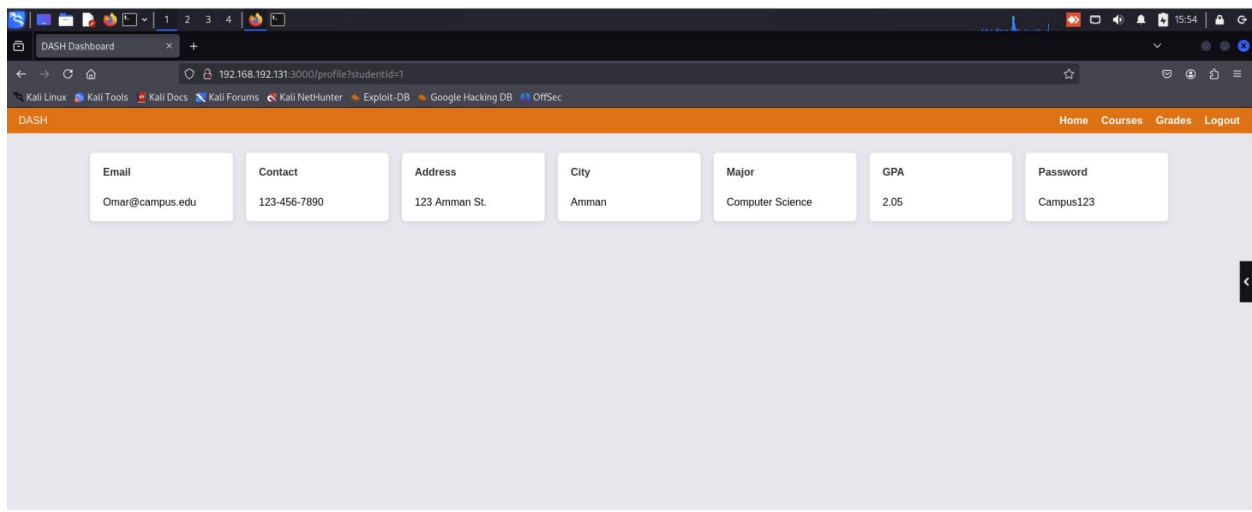 1 2 3 4 15:54
DASH Dashboard
192.168.192.131:3000/profile?studentId=1
Kali Linux Kali Tools Kali Docs Kali Forums Kali NetHunter Exploit-DB Google Hacking DB OffSec
DASH Home Courses Grades Logout
Email Contact Address City Major GPA Password
Omar@campus.edu 123-456-7890 123 Amman St. Amman Computer Science 2.05 Campus123